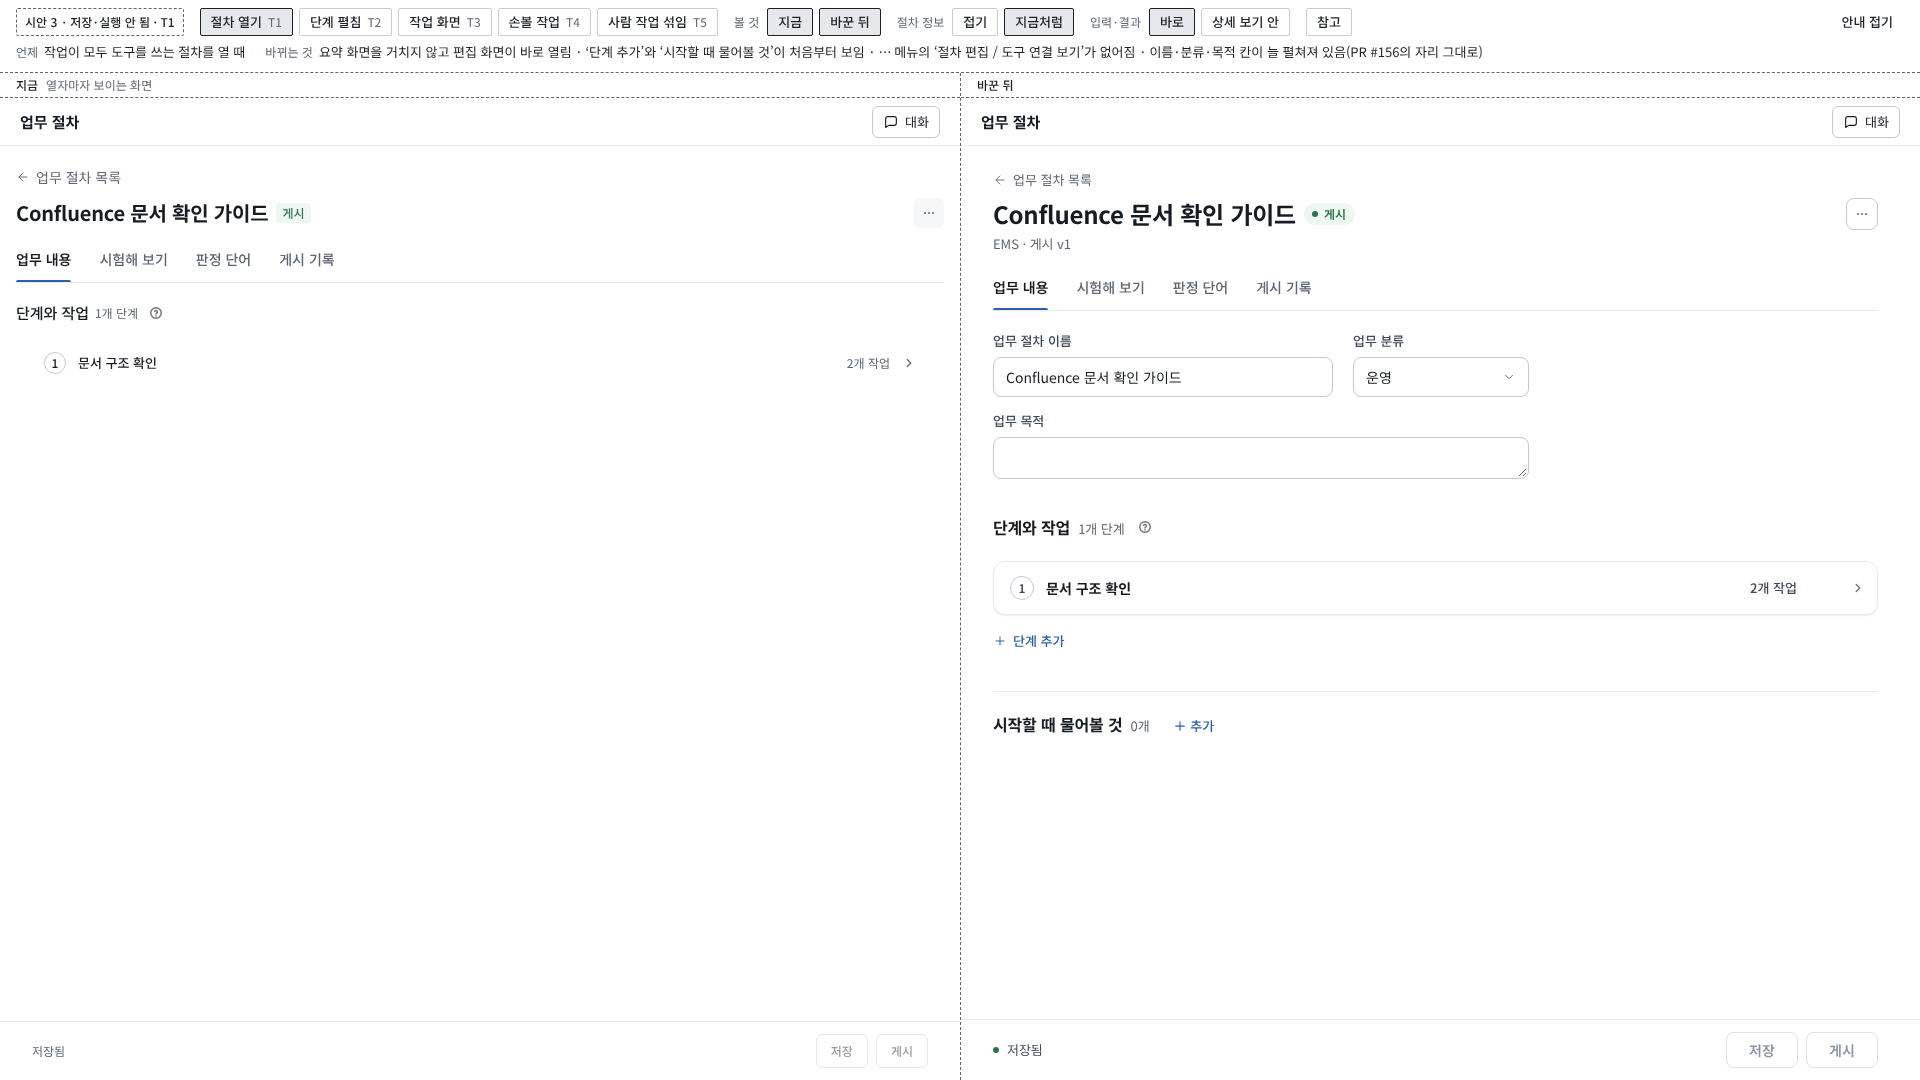 시안 3 · 저장·실행 안 됨 · T1 절차 열기 T1 단계 펼침 T2 작업 화면 T3 손볼 작업 T4 사람 작업 섞임 T5 볼 것 지금 바꾼 뒤 절차 정보 접기 지금처럼 입력·결과 바로 상세 보기 안 참고 안내 접기
언제 작업이 모두 도구를 쓰는 절차를 열 때 바뀌는 것 요약 화면을 거치지 않고 편집 화면이 바로 열림 · ‘단계 추가’와 ‘시작할 때 물어볼 것’이 처음부터 보임 · ⋯ 메뉴의 ‘절차 편집 / 도구 연결 보기’가 없어짐 · 이름·분류·목적 칸이 늘 펼쳐져 있음(PR #156의 자리 그대로)
지금 열자마자 보이는 화면
업무 절차
대화
업무 절차 목록
Confluence 문서 확인 가이드 게시
업무 내용 시험해 보기 판정 단어 게시 기록
단계와 작업 1개 단계
1 문서 구조 확인 2개 작업
저장됨 저장 게시
바꾼 뒤
업무 절차
대화
업무 절차 목록
Confluence 문서 확인 가이드 게시
EMS · 게시 v1
업무 내용 시험해 보기 판정 단어 게시 기록
업무 절차 이름 업무 분류
Confluence 문서 확인 가이드 운영
업무 목적
단계와 작업 1개 단계
1 문서 구조 확인 2개 작업
+ 단계 추가
시작할 때 물어볼 것 0개 + 추가
저장됨 저장 게시